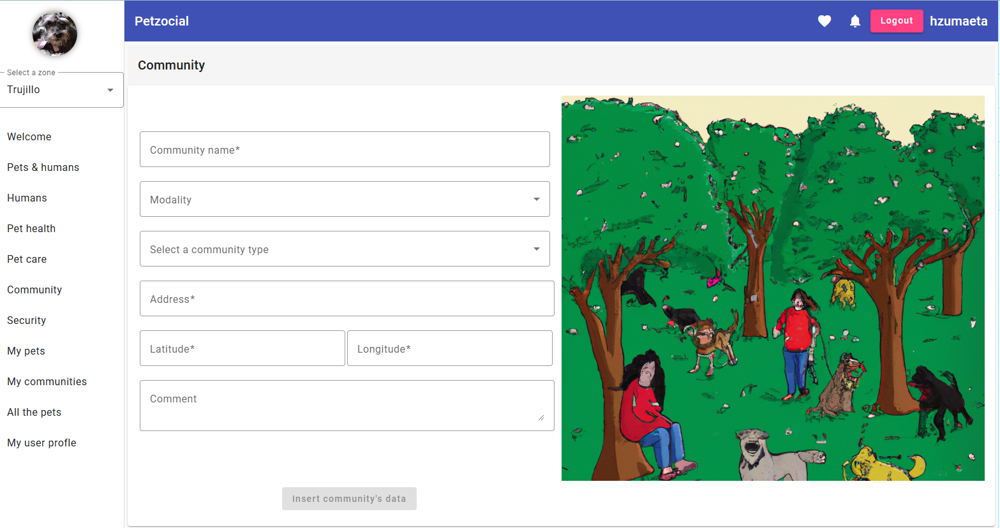 Petzocial
Logout
hzumaeta
Select a zone
Trujillo
Welcome
Pets & humans
Humans
Pet health
Pet care
Community
Security
My pets
My communities
All the pets
My user profle
Community
Community name*
Modality
Select a community type
Address*
Latitude*
Longitude*
Comment
Insert community's data